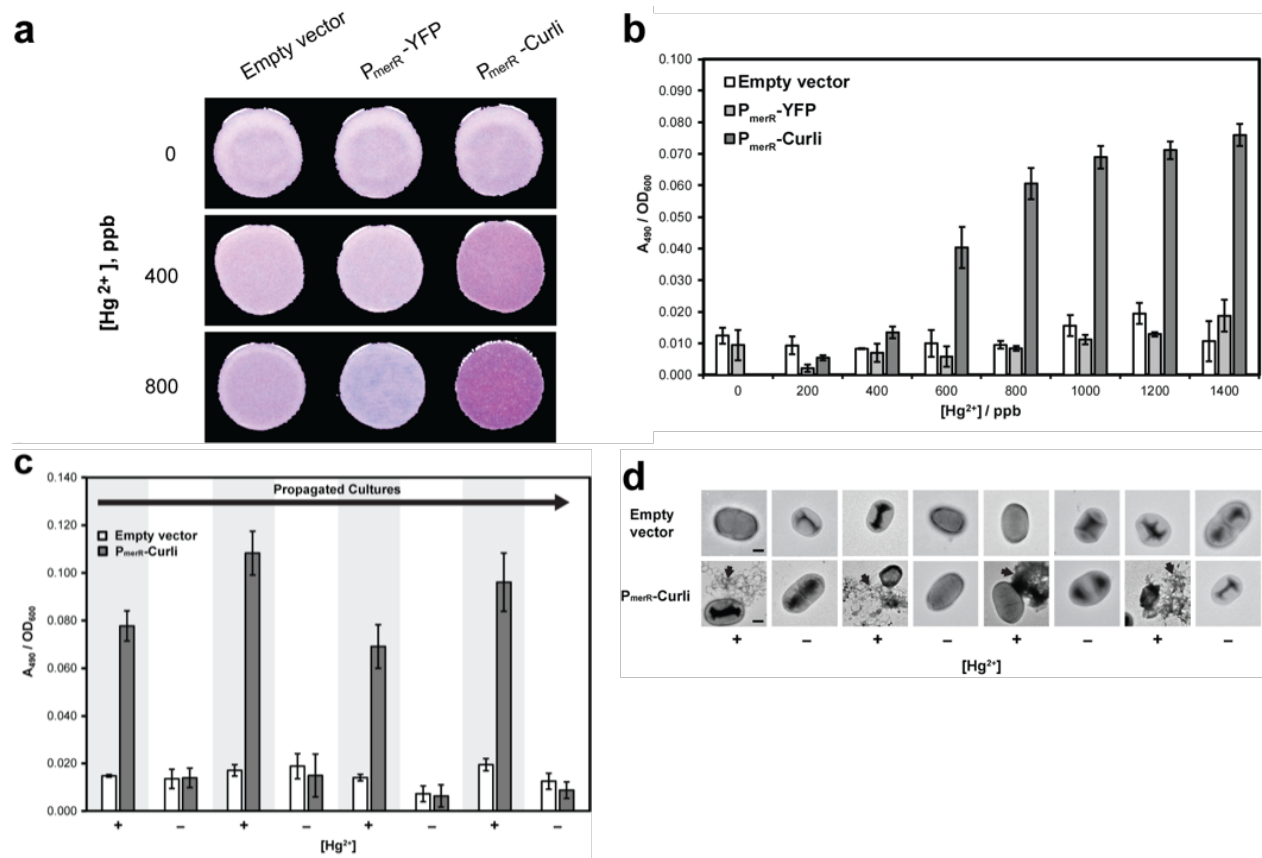 a
Empty vector
PmerR-YFP
PmerR-Curli
0
400
800
[Hg 2+ ], ppb
b
0.100
0.090
0.080
0.070
0.060
0.050
0.040
0.030
0.020
0.010
0.000
A490 / OD600
Empty vector
PmerR-YFP
PmerR-Curli
0 200 400 600 800 1000 1200 1400
[Hg2+] / ppb
c
0.140
0.120
0.100
0.080
0.060
0.040
0.020
0.000
A490 / OD600
Propagated Cultures
Empty vector
PmerR-Curli
+ – + – + – + –
[Hg2+]
d
Empty
vector
PmerR-Curli
+ – + – + – + –
[Hg2+]